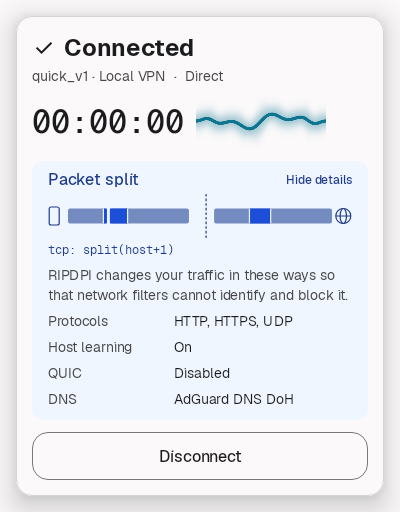 Connected
quick_v1 · Local VPN · Direct
00:00:00
Packet split
Hide details
tcp: split(host+1)
RIPDPI changes your traffic in these ways so
that network filters cannot identify and block it.
Protocols HTTP, HTTPS, UDP
Host learning On
QUIC Disabled
DNS AdGuard DNS DoH
Disconnect